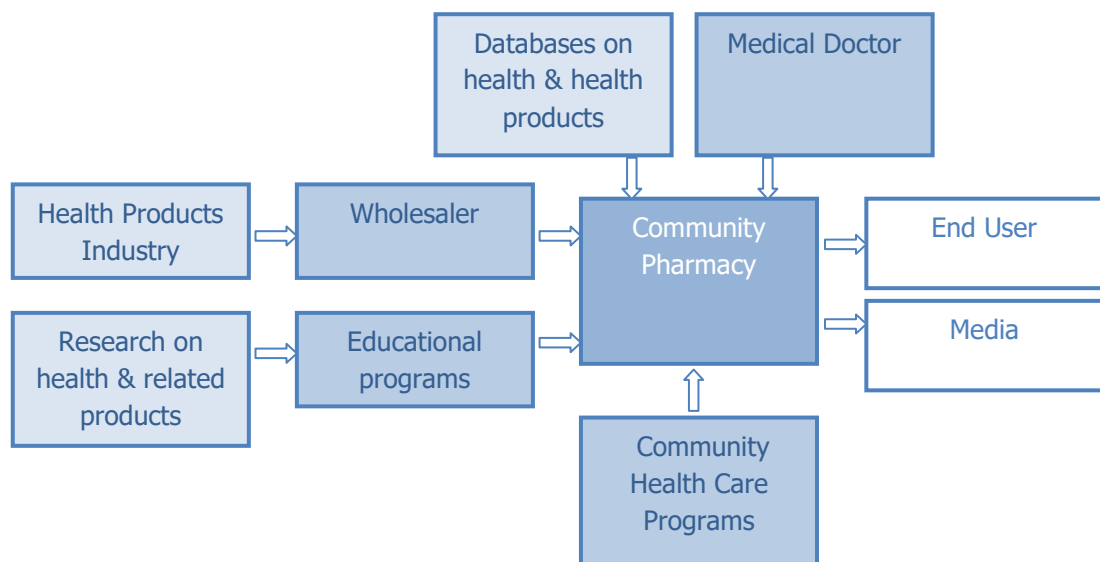 Databases on
health & health
products
Medical Doctor
Health Products
Industry
Wholesaler
Community
Pharmacy
End User
Research on
health & related
products
Educational
programs
Media
Community
Health Care
Programs